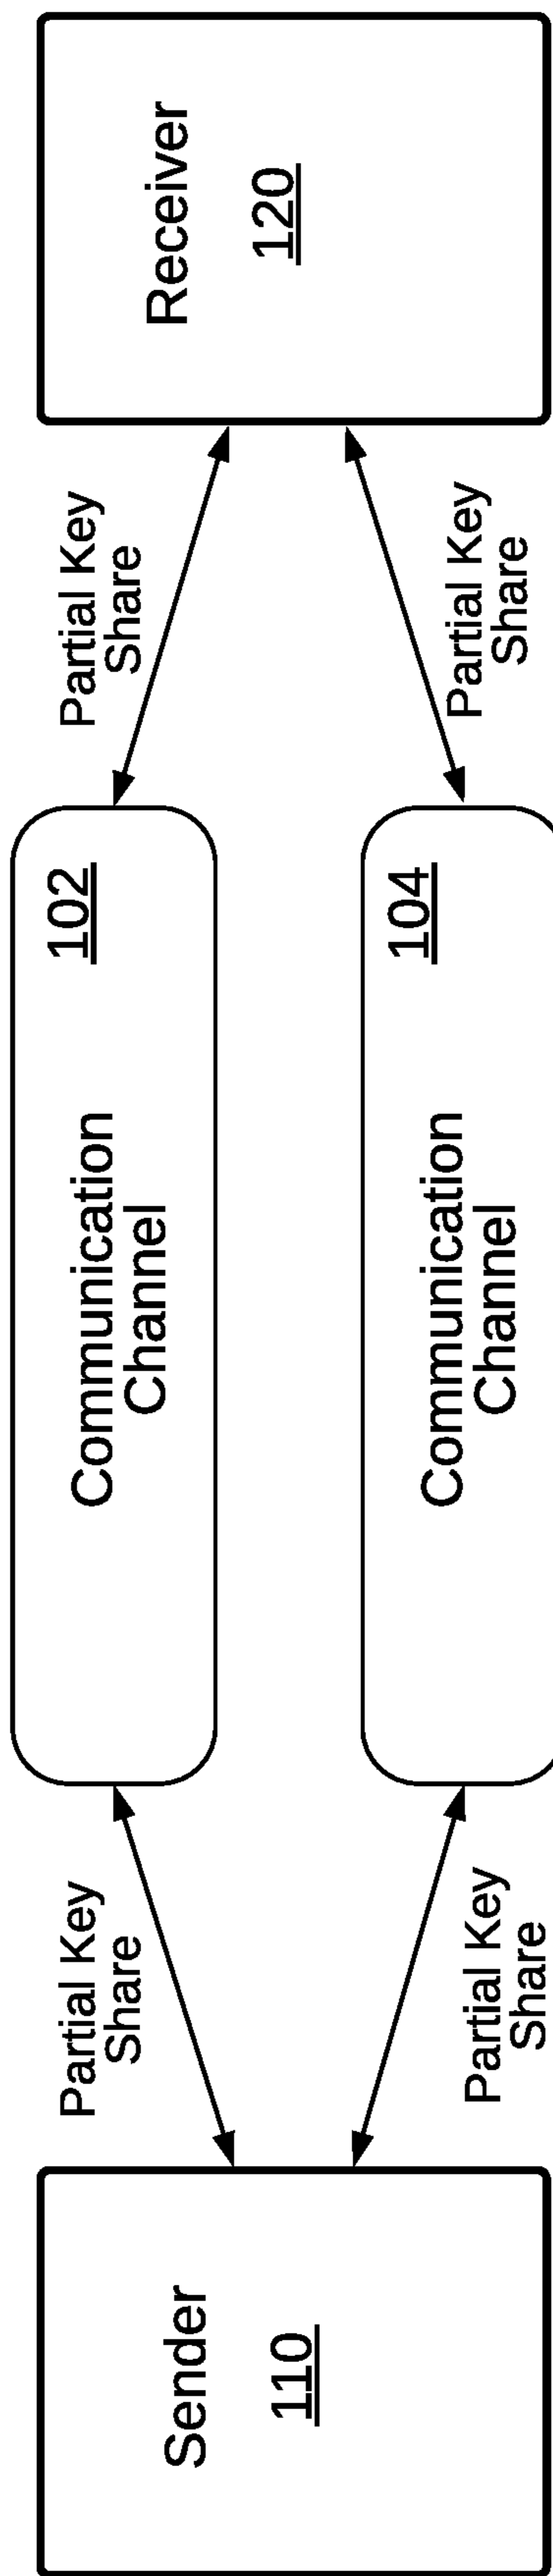 Sender
110
Partial Key
Share
Partial Key
Share
Communication
Channel
102
Communication
Channel
104
Partial Key
Share
Partial Key
Share
Receiver
120